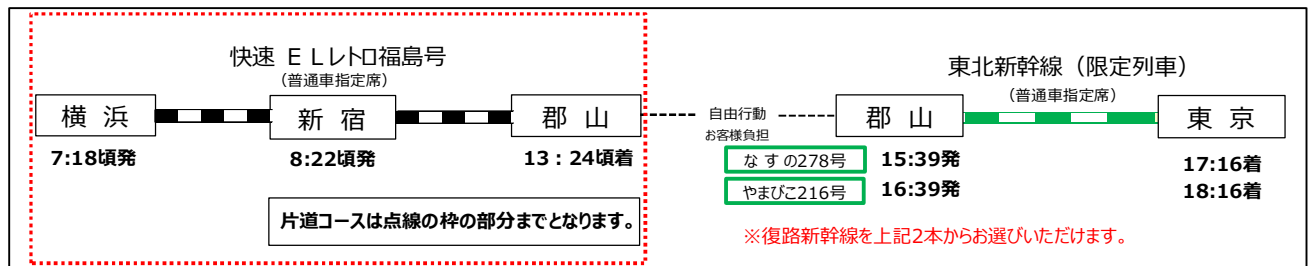 快速 ＥＬレトロ福島号
(普通車指定席)
横 浜
新 宿
郡 山
7:18頃発
8:22頃発
13：24頃着
片道コースは点線の枠の部分までとなります。
自由行動
お客様負担
東北新幹線（限定列車）
(普通車指定席)
郡 山
東 京
なすの278号
15:39発
17:16着
やまびこ216号
16:39発
18:16着
※復路新幹線を上記2本からお選びいただけます。